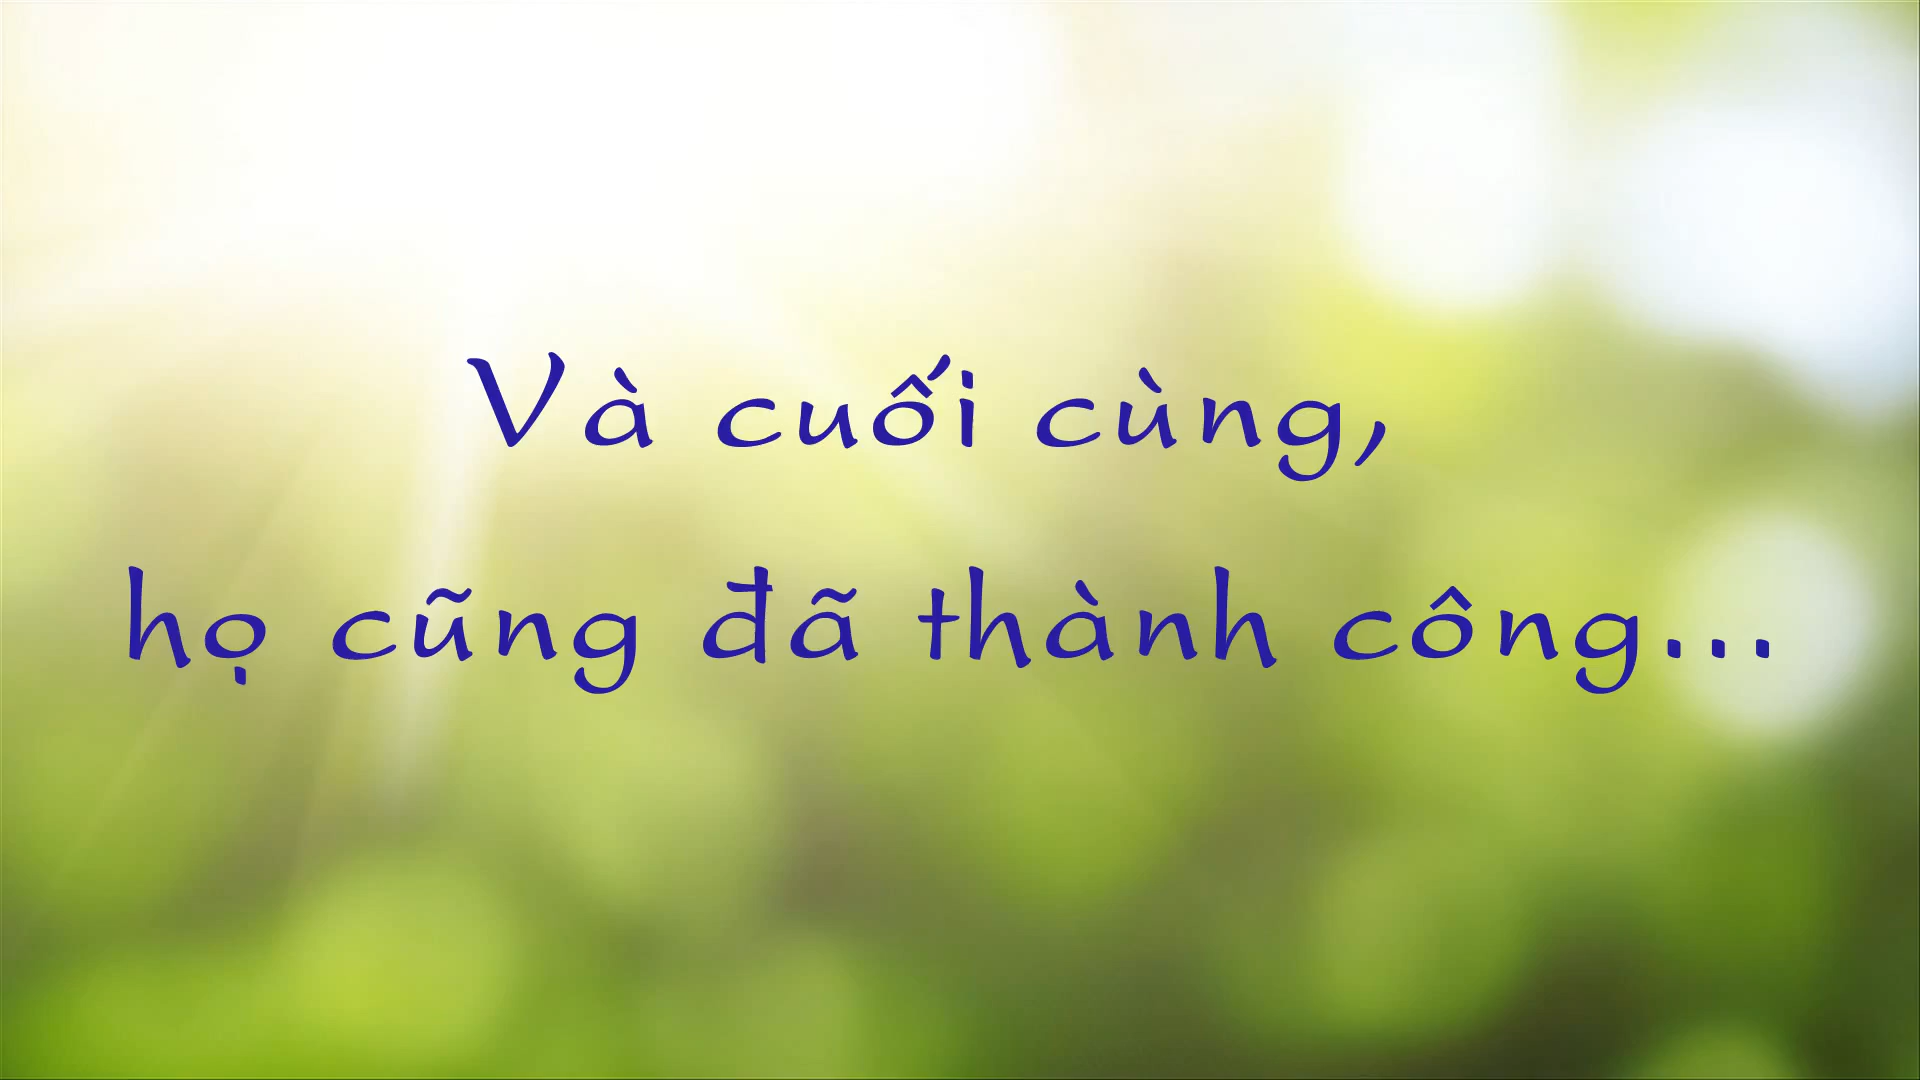 Và cuối cùng,
họ cũng đã thành công...